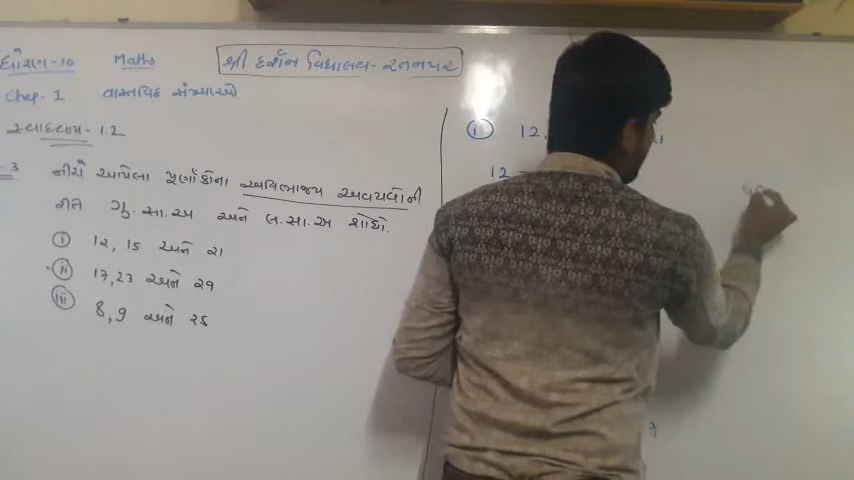 ધોરણ-10 Maths શ્રી દર્શન વિદ્યાલય-રતનપર
Chep. 1 વાસ્તવિક સંખ્યાઓ
સ્વાધ્યાય-1.2
3 નીચે આપેલા પૂર્ણાંકોના અવિભાજ્ય અવયવોની
રીતે ગુ.સા.અ અને લ.સા.અ શોધો.
i 12, 15 અને 21
ii 17, 23 અને 29
iii 8, 9 અને 25
i 12,
12 =